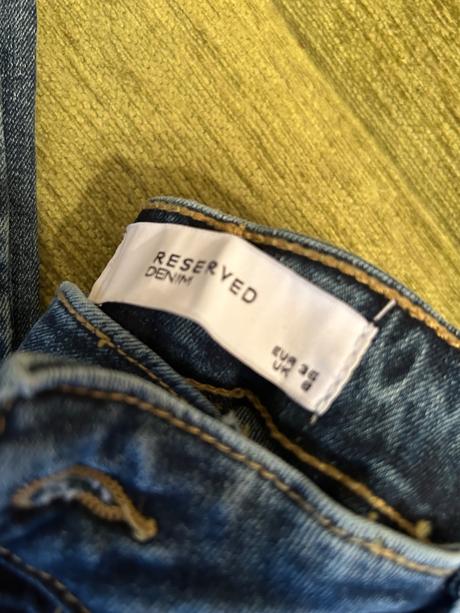 RESERVED
DENIM
EUR 36
UK 8